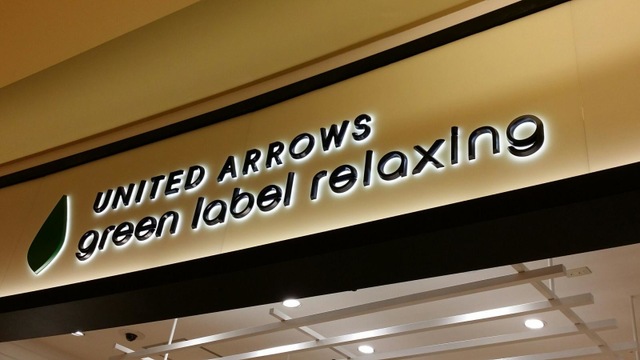 UNITED ARROWS
green label relaxing